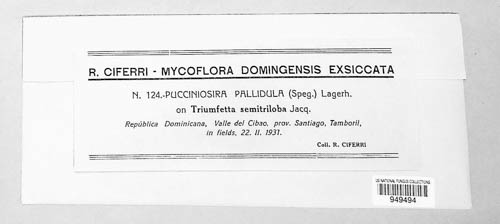 R. CIFERRI - MYCOFLORA DOMINGENSIS EXSICCATA
N. 124.-PUCCINIOSIRA PALLIDULA (Speg.) Lagerh.
on Triumfetta semitriloba Jacq.
República Dominicana, Valle del Cibao, prov. Santiago, Tamboril,
in fields, 22. II. 1931.
Coll. R. CIFERRI
US NATIONAL FUNGUS COLLECTIONS
949494